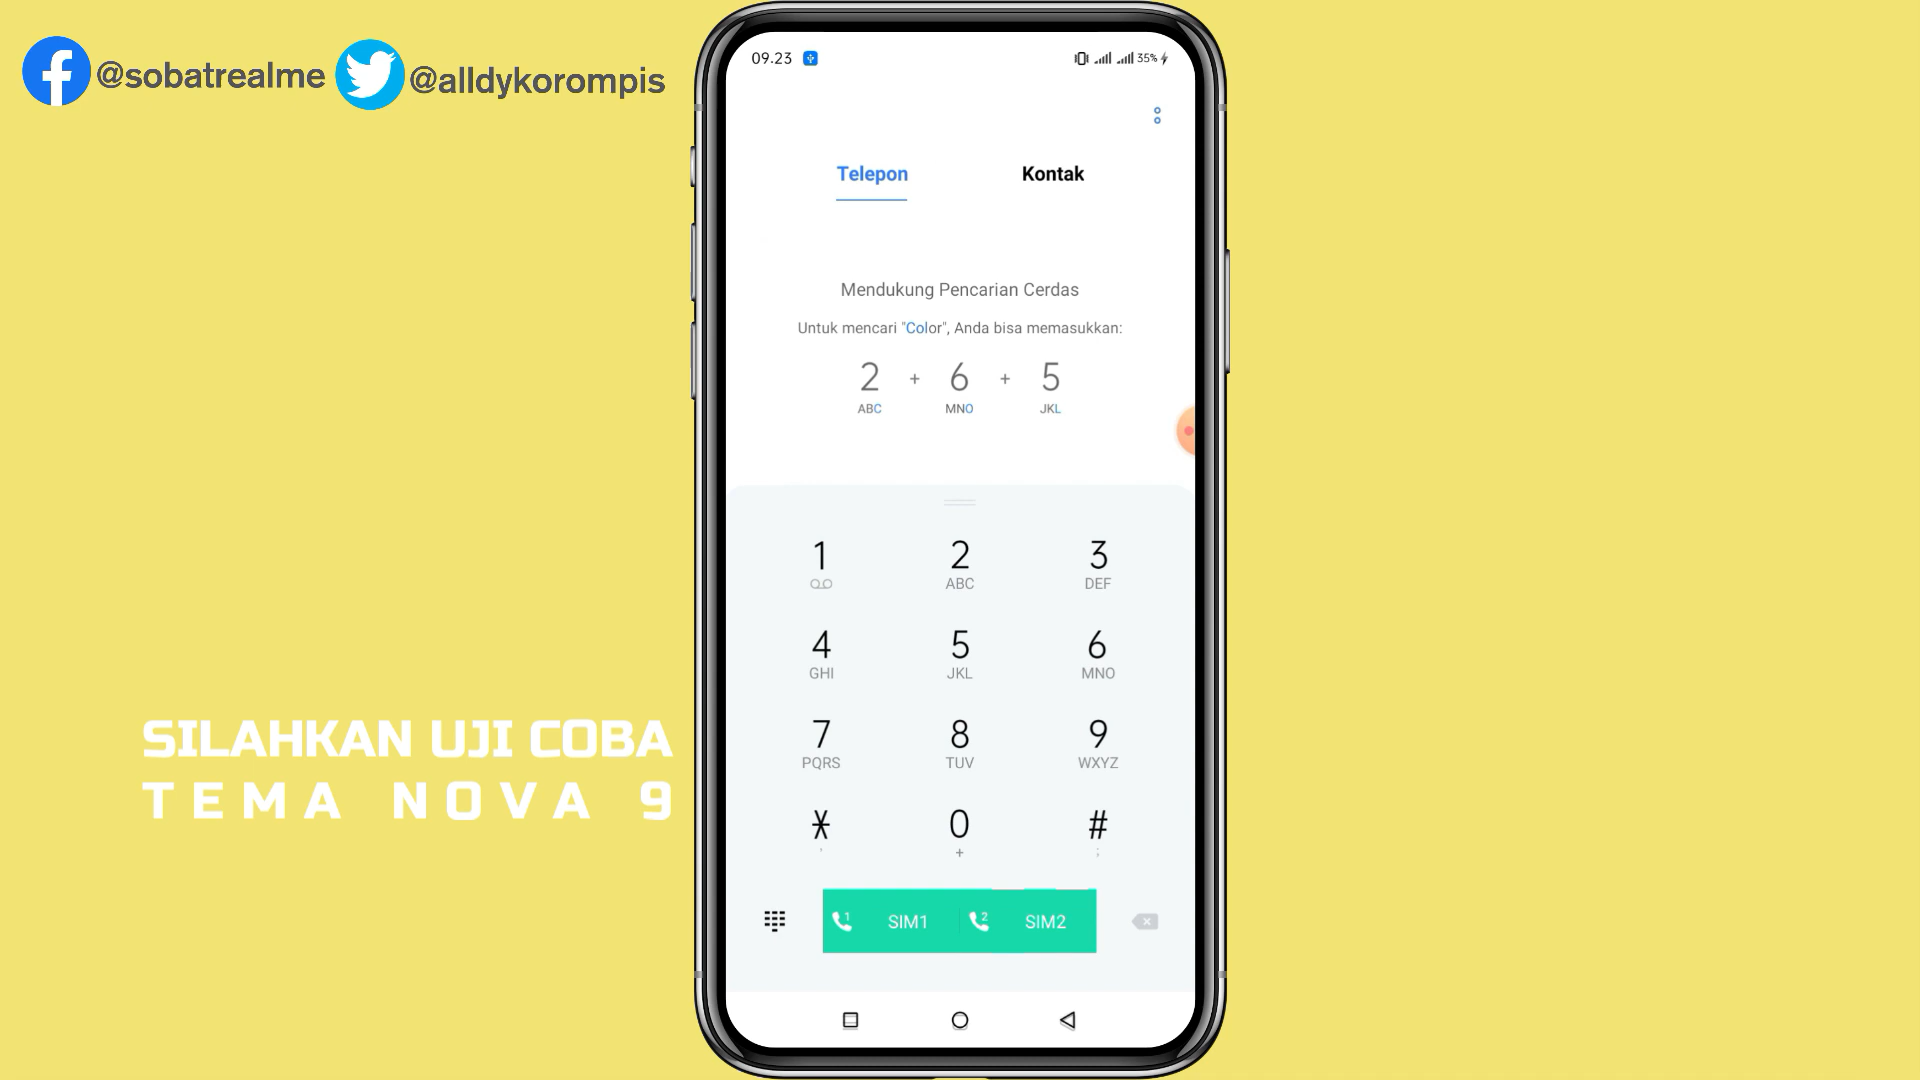 @sobatrealme @alldykorompis
09.23 35%
Telepon Kontak
Mendukung Pencarian Cerdas
Untuk mencari "Color", Anda bisa memasukkan:
2 + 6 + 5
ABC MNO JKL
1 2 3
ABC DEF
4 5 6
GHI JKL MNO
7 8 9
PQRS TUV WXYZ
* 0 #
, + ;
1 SIM1 2 SIM2
SILAHKAN UJI COBA
TEMA NOVA 9